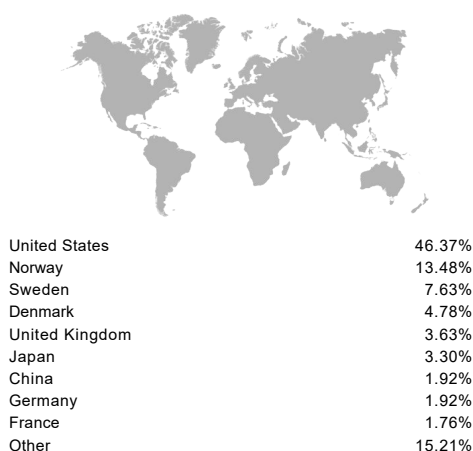 United States 46.37%
Norway 13.48%
Sweden 7.63%
Denmark 4.78%
United Kingdom 3.63%
Japan 3.30%
China 1.92%
Germany 1.92%
France 1.76%
Other 15.21%